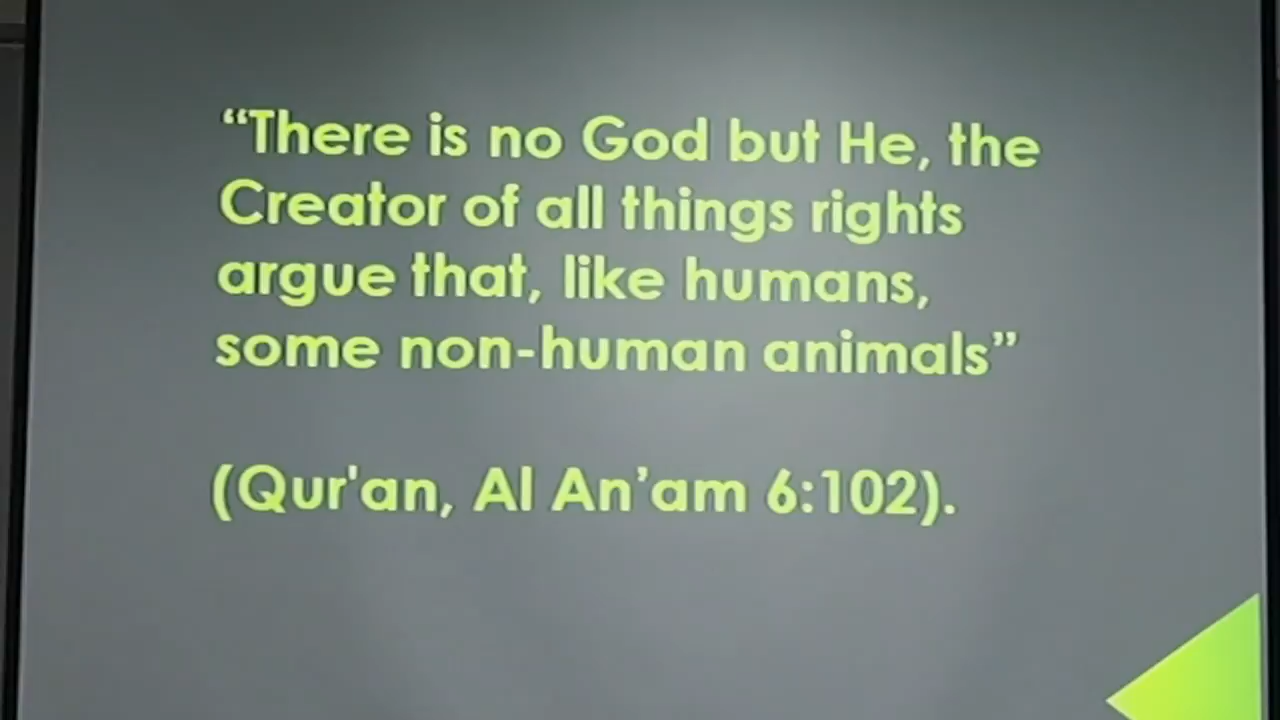 “There is no God but He, the
Creator of all things rights
argue that, like humans,
some non-human animals”
(Qur'an, Al An’am 6:102).